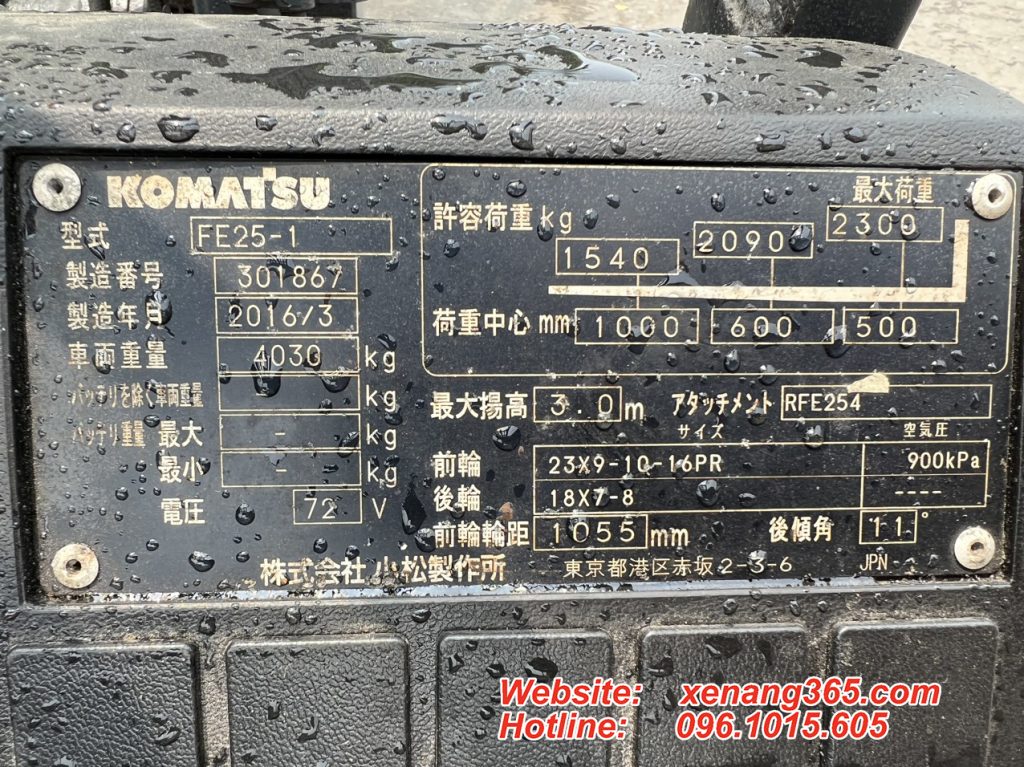 KOMATSU
型式 FE25-1
製造番号 301867
製造年月 2016/3
車両重量 4030 kg
バッテリを除く車両重量 kg
バッテリ重量 最大 - kg
最小 - kg
電圧 72 V
最大荷重
許容荷重 kg 1540 2090 2300
荷重中心 mm 1000 600 500
最大揚高 3.0 m アタッチメント RFE254
サイズ 空気圧
前輪 23X9-10-16PR 900kPa
後輪 18X7-8 ----
前輪輪距 1055 mm 後傾角 11°
株式会社 小松製作所 東京都港区赤坂2-3-6 JPN
Website: xenang365.com
Hotline: 096.1015.605